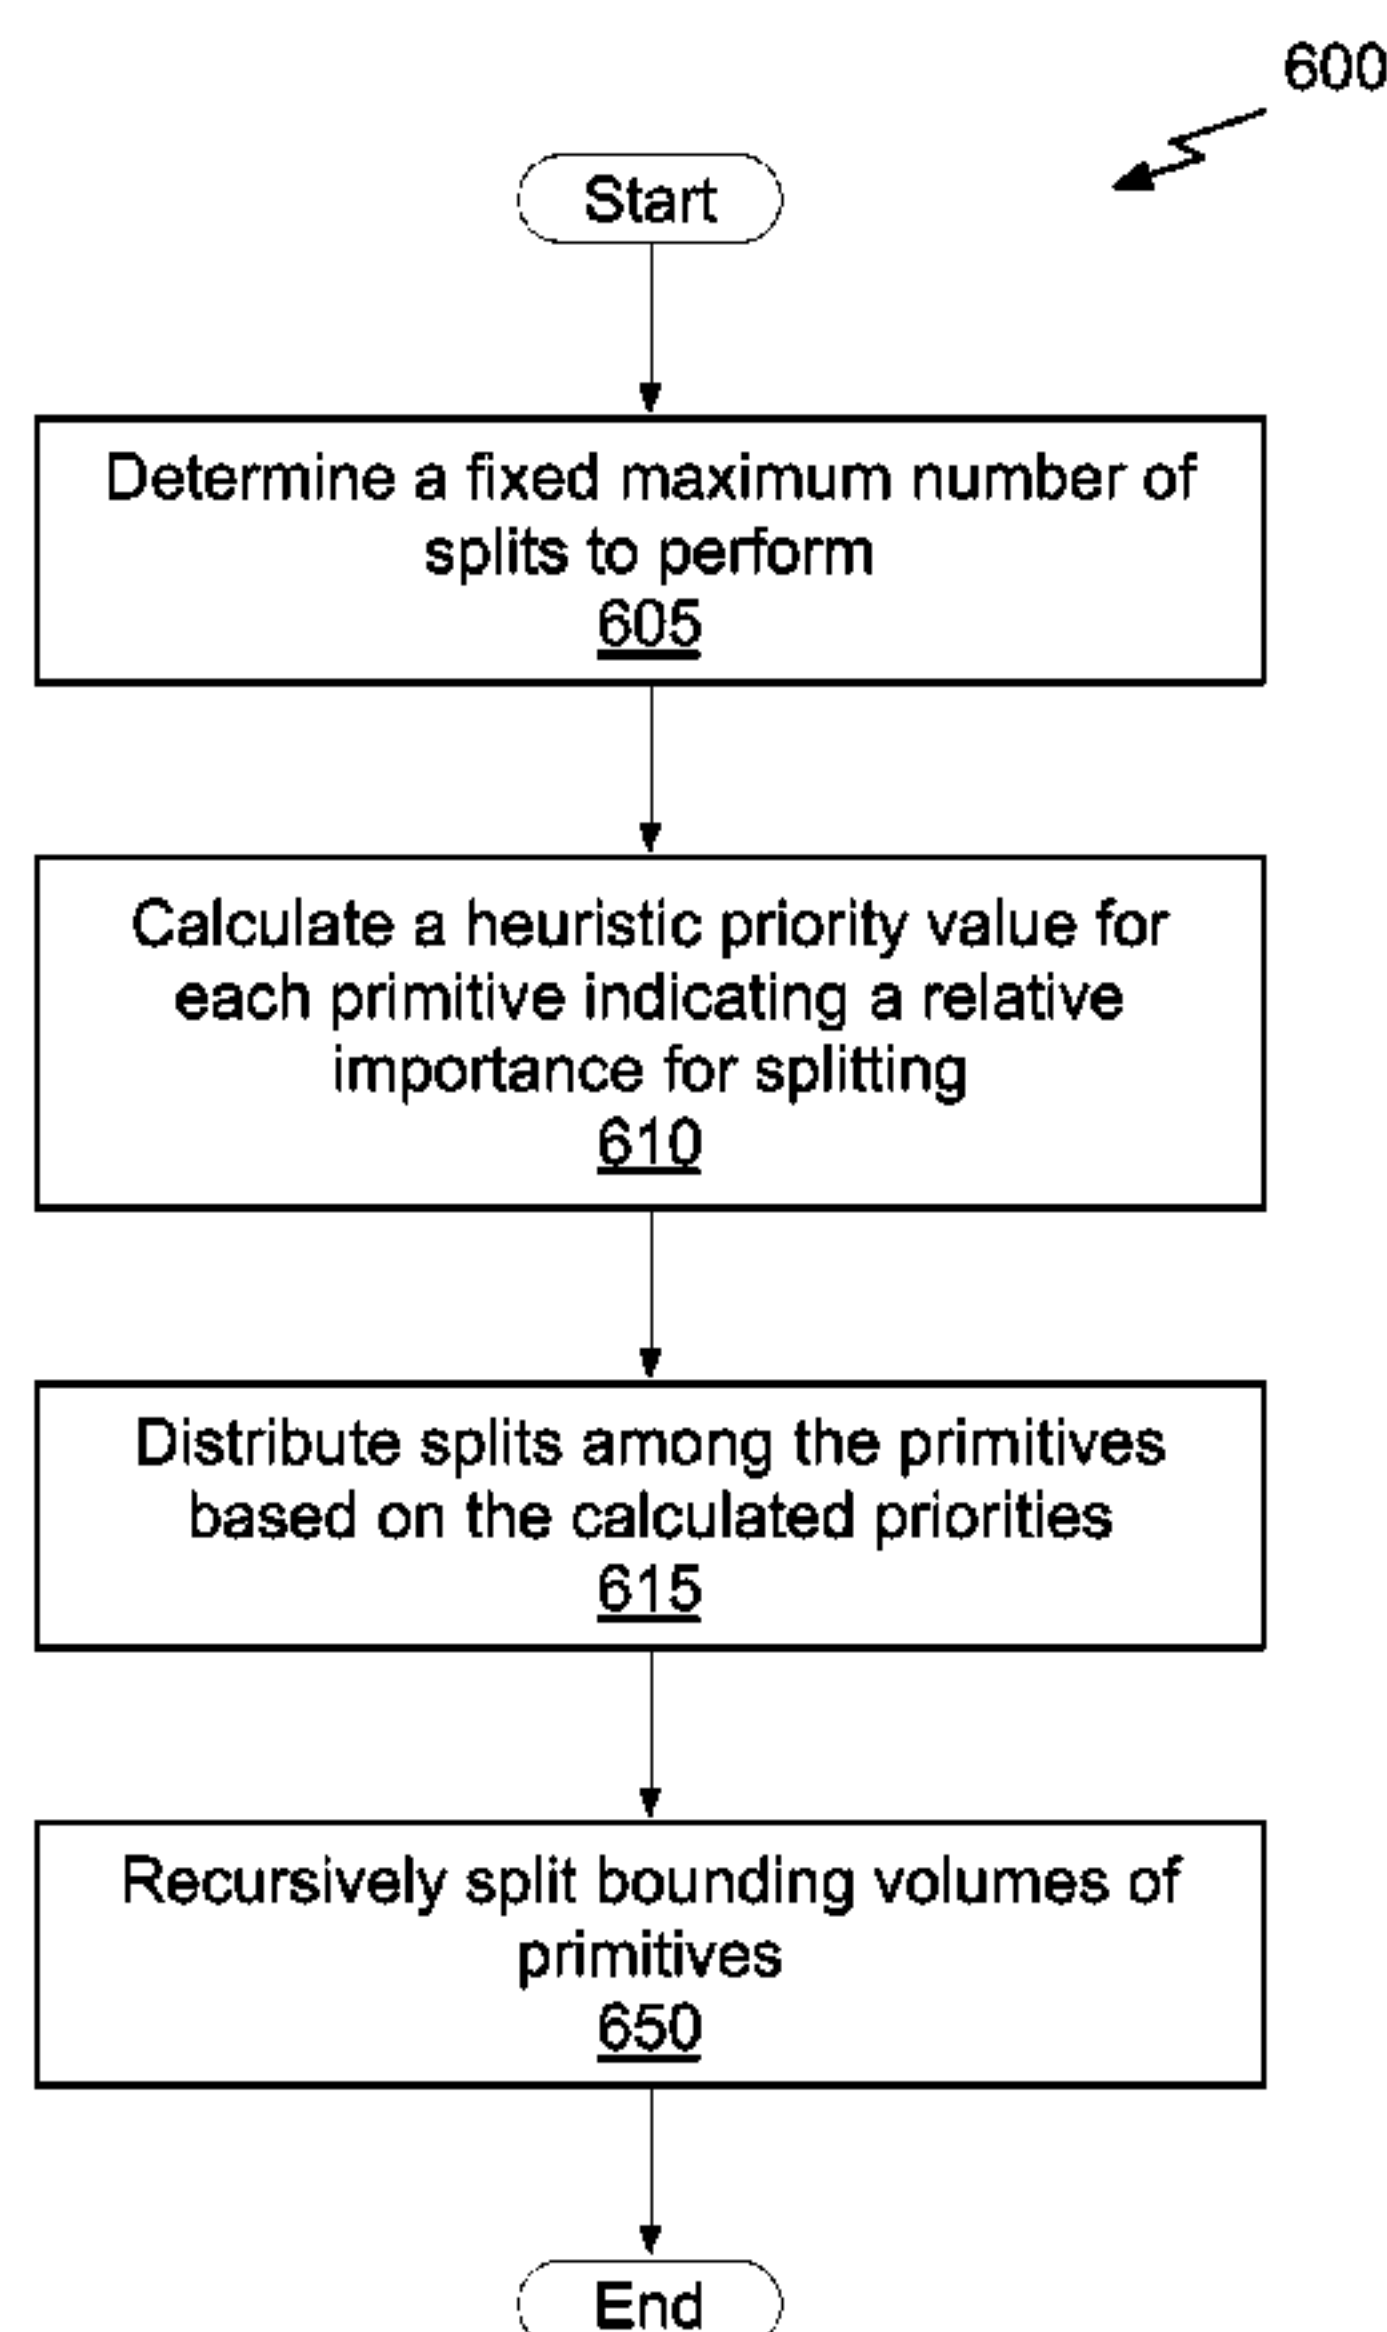 600
Start
Determine a fixed maximum number of
splits to perform
605
Calculate a heuristic priority value for
each primitive indicating a relative
importance for splitting
610
Distribute splits among the primitives
based on the calculated priorities
615
Recursively split bounding volumes of
primitives
650
End